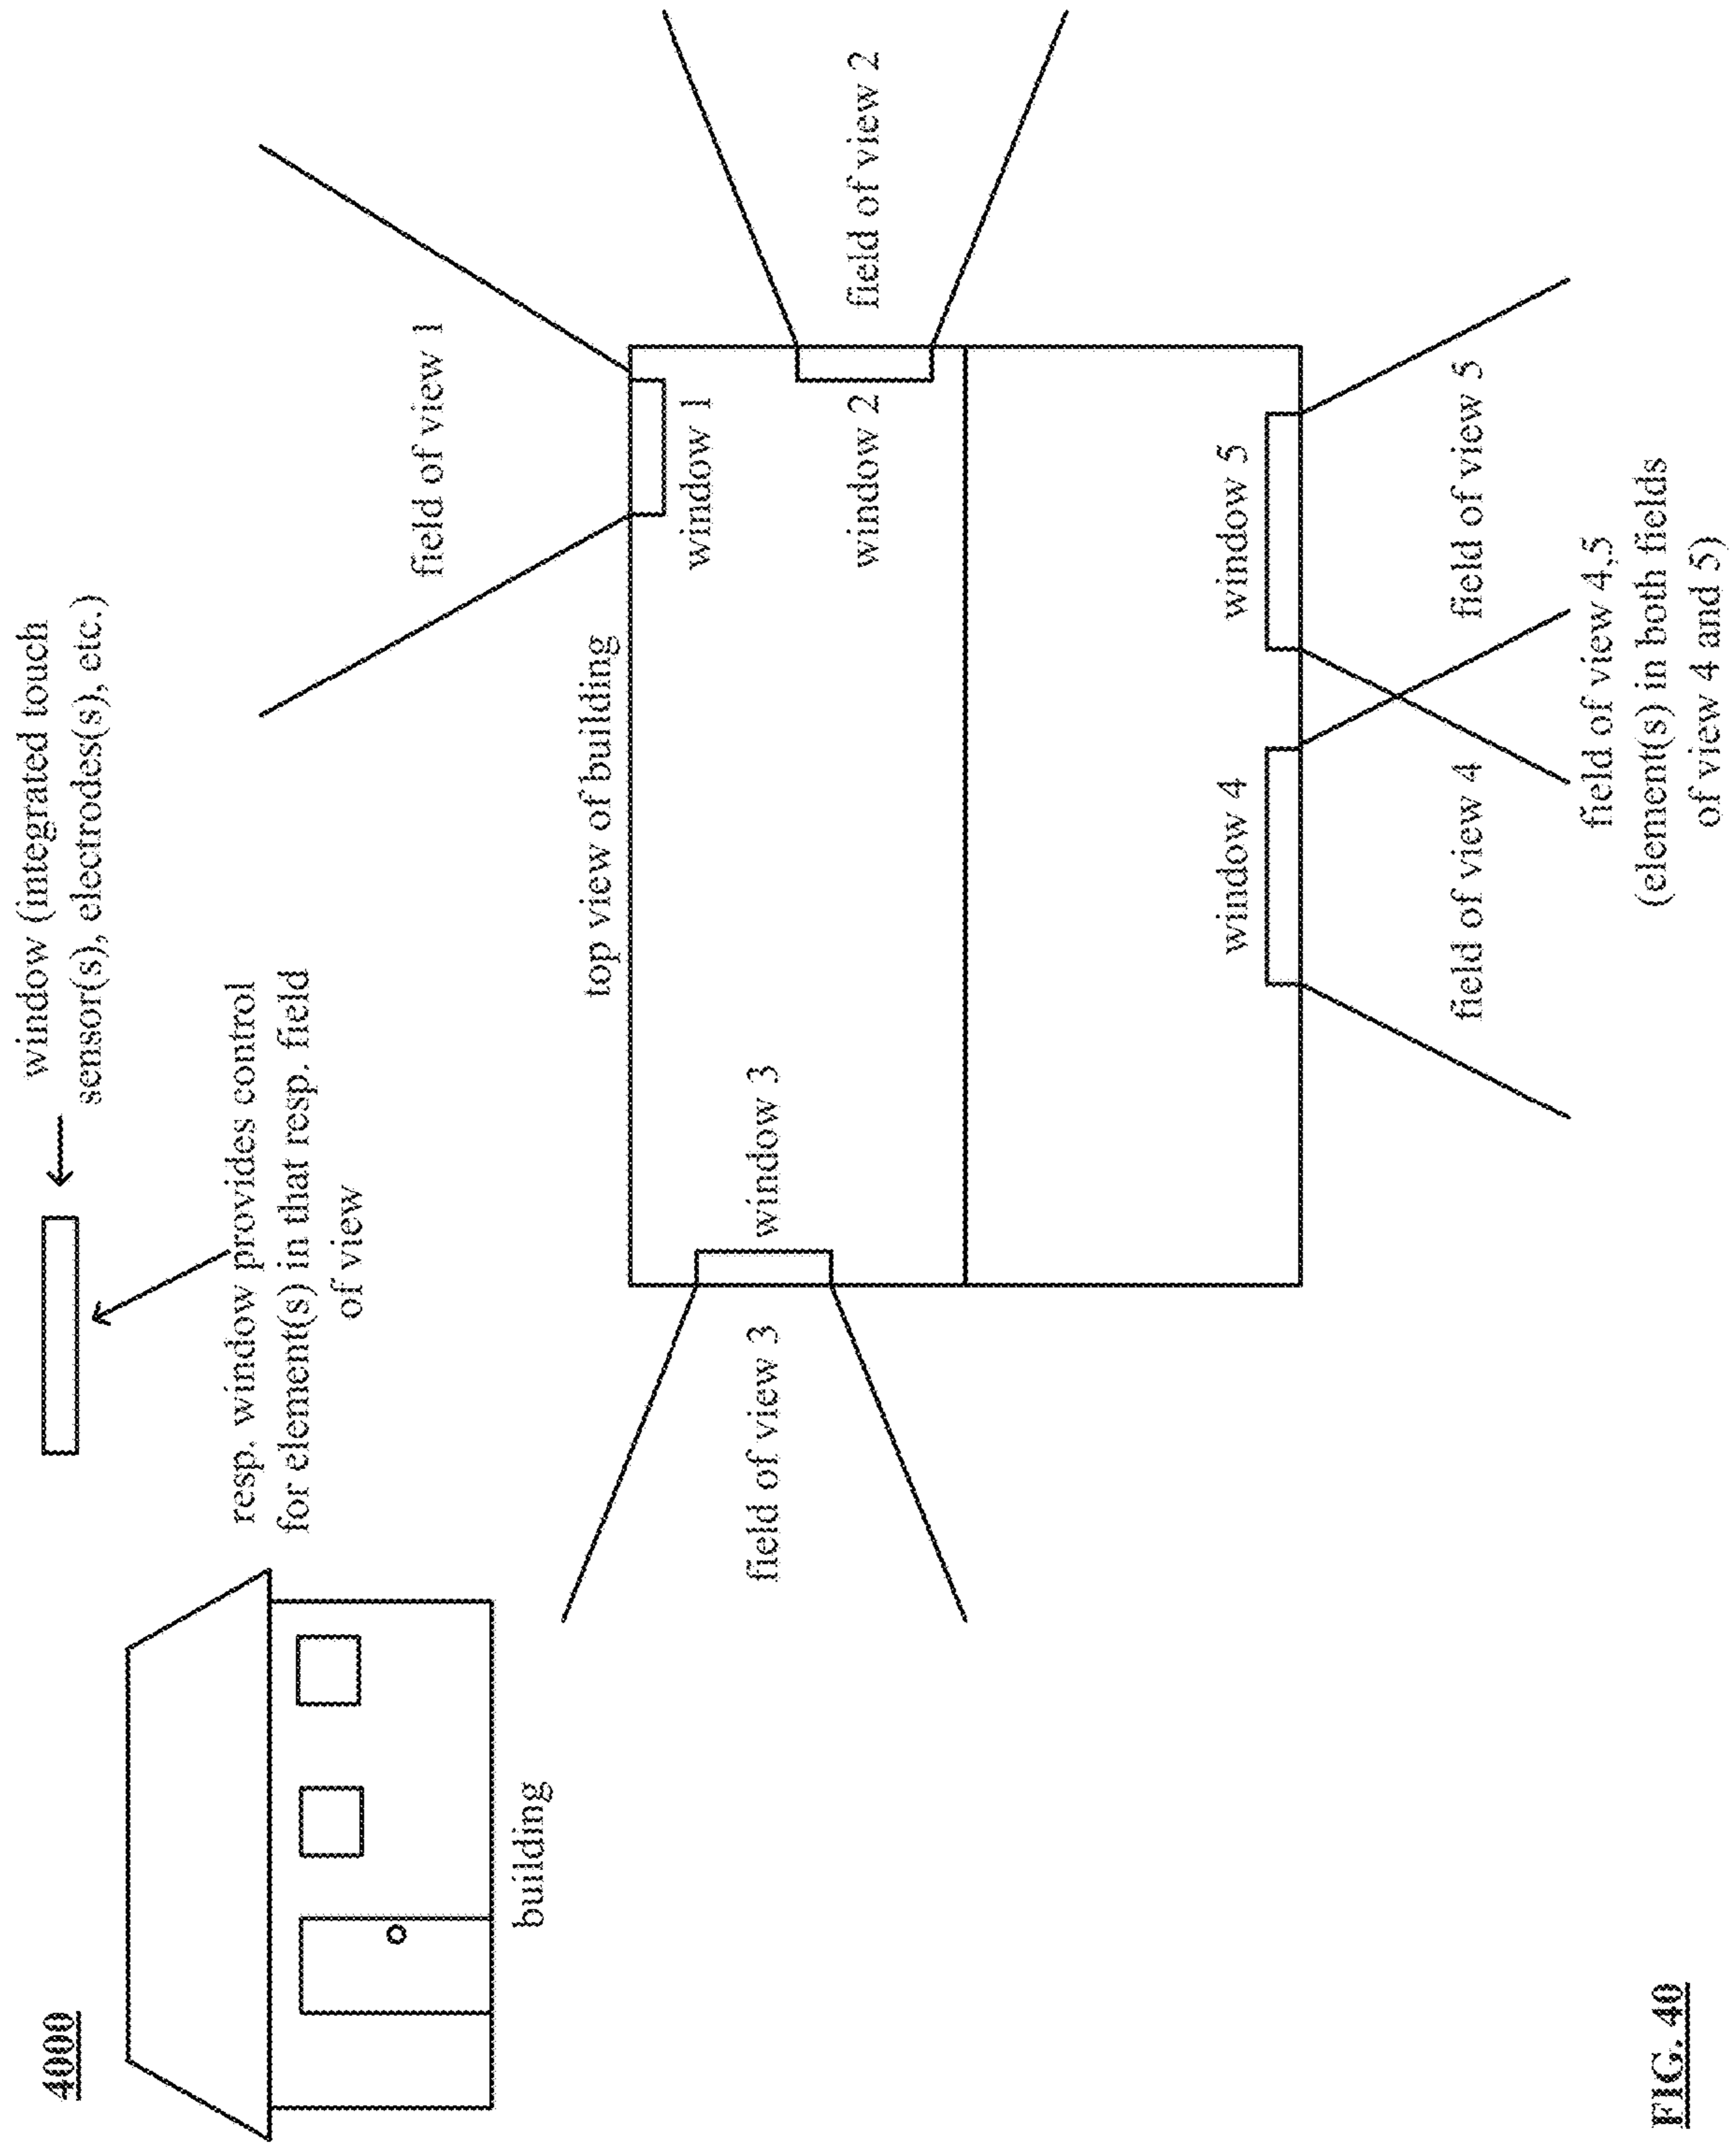 4000
window (integrated touch
sensor(s), electrodes(s), etc.)
resp. window provides control
for element(s) in that resp. field
of view
building
field of view 1
top view of building
window 1
window 2
field of view 2
window 3
field of view 3
window 4
window 5
field of view 4
field of view 5
field of view 4,5
(element(s) in both fields
of view 4 and 5)
FIG. 40